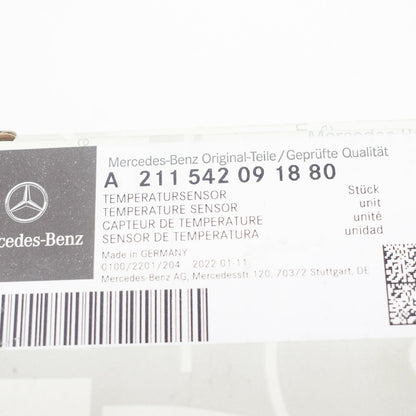 Mercedes-Benz Original-Teile/Geprüfte Qualität
A 211 542 09 18 80
TEMPERATURSENSOR Stück
TEMPERATURE SENSOR unit
CAPTEUR DE TEMPERATURE unité
SENSOR DE TEMPERATURA unidad
cedes-Benz
Made in GERMANY
0100/2201/204 2022-01-11
Mercedes-Benz AG, Mercedesstr. 120, 70372 Stuttgart, DE